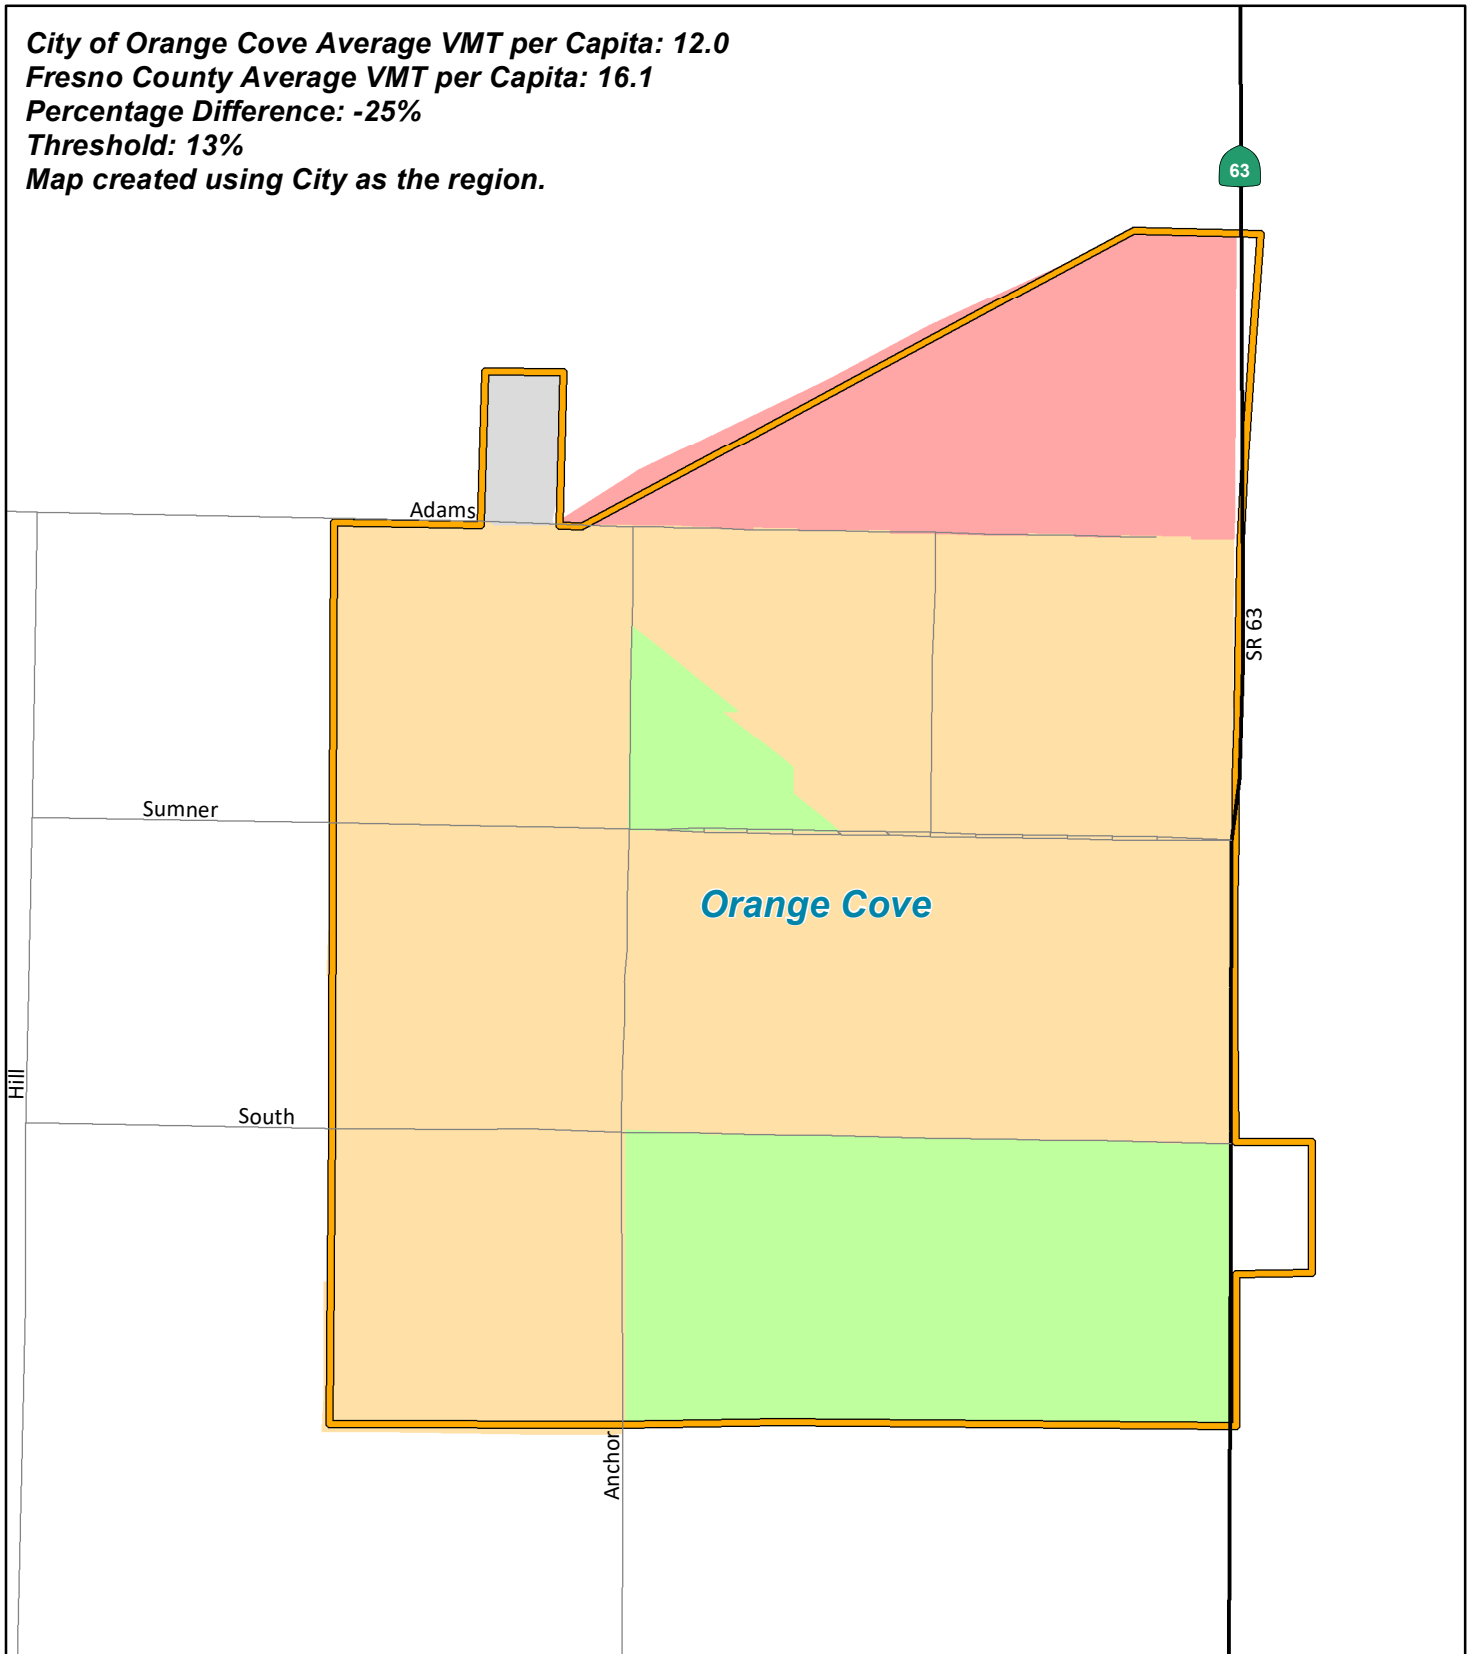 City of Orange Cove Average VMT per Capita: 12.0
Fresno County Average VMT per Capita: 16.1
Percentage Difference: -25%
Threshold: 13%
Map created using City as the region.
63
Adams
SR 63
Sumner
Orange Cove
Hill
South
Anchor